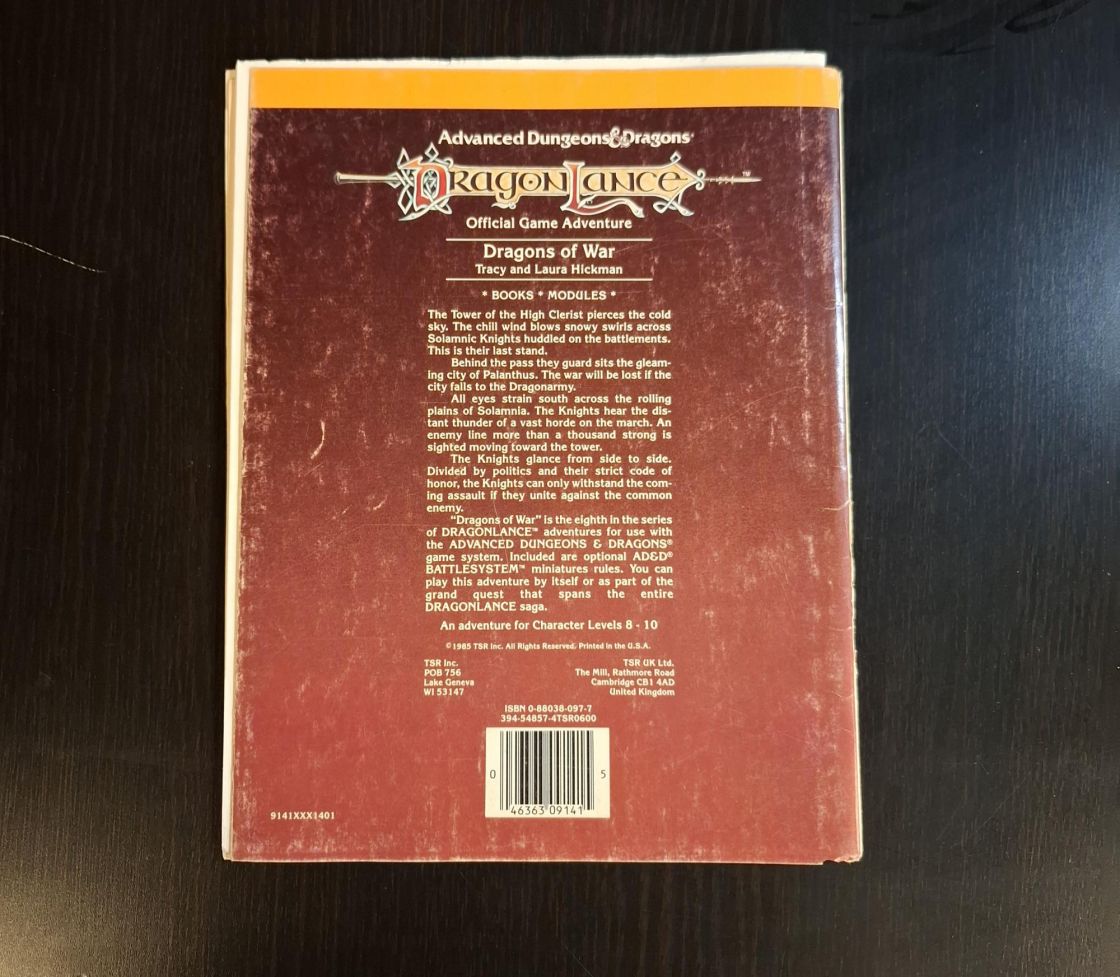 Advanced Dungeons & Dragons®
DRAGONLANCE™
Official Game Adventure
Dragons of War
Tracy and Laura Hickman
* BOOKS * MODULES *
The Tower of the High Clerist pierces the cold
sky. The chill wind blows snowy swirls across
Solamnic Knights huddled on the battlements.
This is their last stand.
Behind the pass they guard sits the gleam-
ing city of Palanthus. The war will be lost if the
city falls to the Dragonarmy.
All eyes strain south across the rolling
plains of Solamnia. The Knights hear the dis-
tant thunder of a vast horde on the march. An
enemy line more than a thousand strong is
sighted moving toward the tower.
The Knights glance from side to side.
Divided by politics and their strict code of
honor, the Knights can only withstand the com-
ing assault if they unite against the common
enemy.
"Dragons of War" is the eighth in the series
of DRAGONLANCE™ adventures for use with
the ADVANCED DUNGEONS & DRAGONS®
game system. Included are optional AD&D®
BATTLESYSTEM™ miniatures rules. You can
play this adventure by itself or as part of the
grand quest that spans the entire
DRAGONLANCE saga.
An adventure for Character Levels 8 - 10
©1985 TSR Inc. All Rights Reserved. Printed in the U.S.A.
TSR Inc.
POB 756
Lake Geneva
WI 53147
TSR UK Ltd.
The Mill, Rathmore Road
Cambridge CB1 4AD
United Kingdom
ISBN 0-88038-097-7
394-54857-4TSR0600
0 46363 09141 5
9141XXX1401